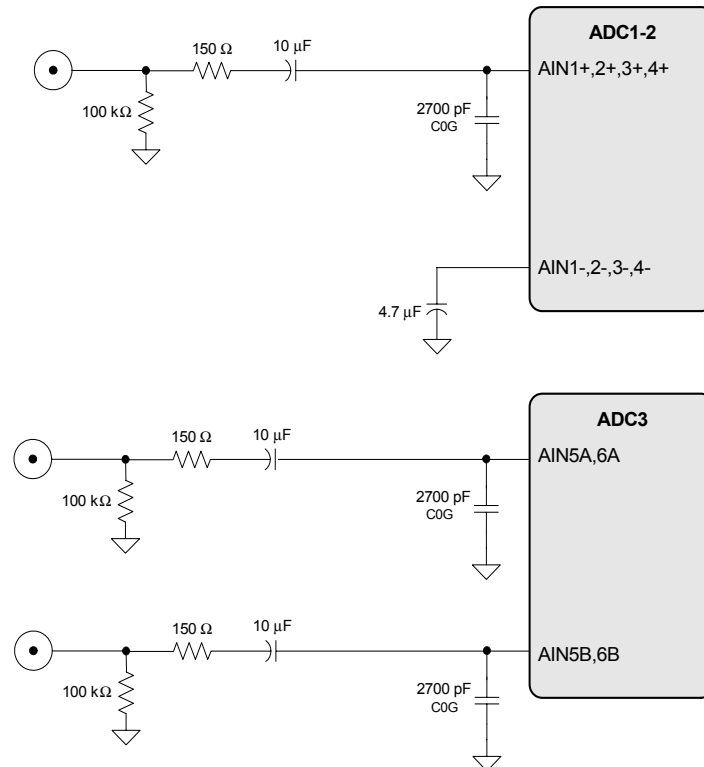 ADC1-2
150 Ω
10 μF
AIN1+,2+,3+,4+
100 kΩ
2700 pF
C0G
AIN1-,2-,3-,4-
4.7 μF
ADC3
150 Ω
10 μF
AIN5A,6A
100 kΩ
2700 pF
C0G
150 Ω
10 μF
AIN5B,6B
100 kΩ
2700 pF
C0G